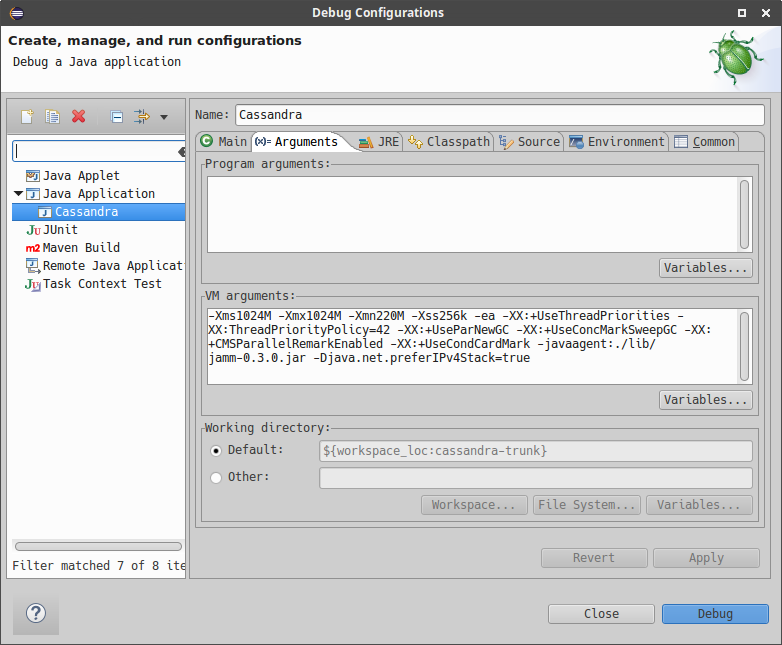 Debug Configurations
Create, manage, and run configurations
Debug a Java application
Name: Cassandra
Main (x)= Arguments JRE Classpath Source Environment Common
Java Applet
Java Application
Cassandra
JUnit
Maven Build
Remote Java Applicat
Task Context Test
Filter matched 7 of 8 ite
Program arguments:
Variables...
VM arguments:
-Xms1024M -Xmx1024M -Xmn220M -Xss256k -ea -XX:+UseThreadPriorities -
XX:ThreadPriorityPolicy=42 -XX:+UseParNewGC -XX:+UseConcMarkSweepGC -XX:
+CMSParallelRemarkEnabled -XX:+UseCondCardMark -javaagent:./lib/
jamm-0.3.0.jar -Djava.net.preferIPv4Stack=true
Variables...
Working directory:
Default: ${workspace_loc:cassandra-trunk}
Other:
Workspace... File System... Variables...
Revert Apply
? Close Debug